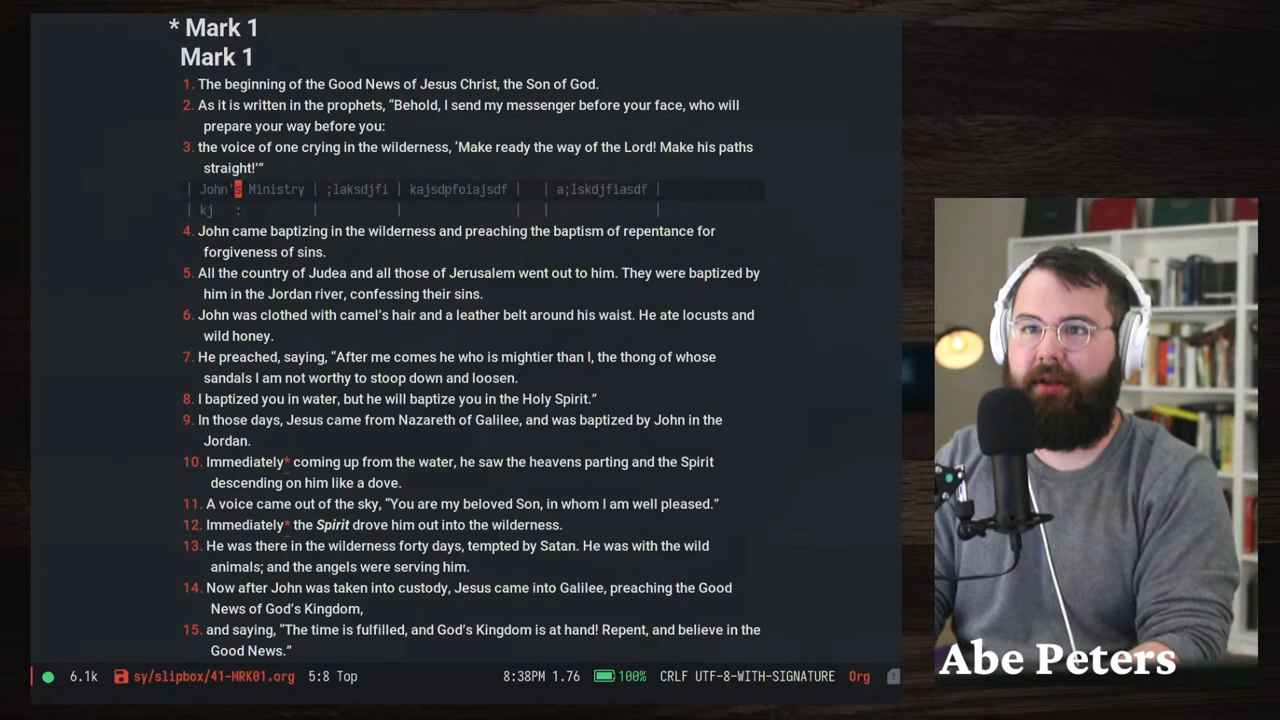 * Mark 1
Mark 1
1. The beginning of the Good News of Jesus Christ, the Son of God.
2. As it is written in the prophets, “Behold, I send my messenger before your face, who will
prepare your way before you:
3. the voice of one crying in the wilderness, ‘Make ready the way of the Lord! Make his paths
straight!’”
| John's Ministry | ;laksdjfi | kajsdpfoiajsdf | | a;lskdjfiasdf |
| kj : | | | | |
4. John came baptizing in the wilderness and preaching the baptism of repentance for
forgiveness of sins.
5. All the country of Judea and all those of Jerusalem went out to him. They were baptized by
him in the Jordan river, confessing their sins.
6. John was clothed with camel’s hair and a leather belt around his waist. He ate locusts and
wild honey.
7. He preached, saying, “After me comes he who is mightier than I, the thong of whose
sandals I am not worthy to stoop down and loosen.
8. I baptized you in water, but he will baptize you in the Holy Spirit.”
9. In those days, Jesus came from Nazareth of Galilee, and was baptized by John in the
Jordan.
10. Immediately* coming up from the water, he saw the heavens parting and the Spirit
descending on him like a dove.
11. A voice came out of the sky, “You are my beloved Son, in whom I am well pleased.”
12. Immediately* the Spirit drove him out into the wilderness.
13. He was there in the wilderness forty days, tempted by Satan. He was with the wild
animals; and the angels were serving him.
14. Now after John was taken into custody, Jesus came into Galilee, preaching the Good
News of God’s Kingdom,
15. and saying, “The time is fulfilled, and God’s Kingdom is at hand! Repent, and believe in the
Good News.”
6.1k sy/slipbox/41-MRK01.org 5:8 Top 8:38PM 1.76 100% CRLF UTF-8-WITH-SIGNATURE Org
Abe Peters